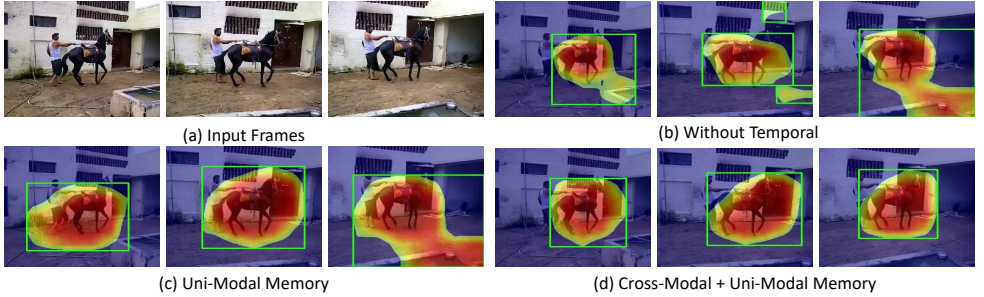 (a) Input Frames
(b) Without Temporal
(c) Uni-Modal Memory
(d) Cross-Modal + Uni-Modal Memory